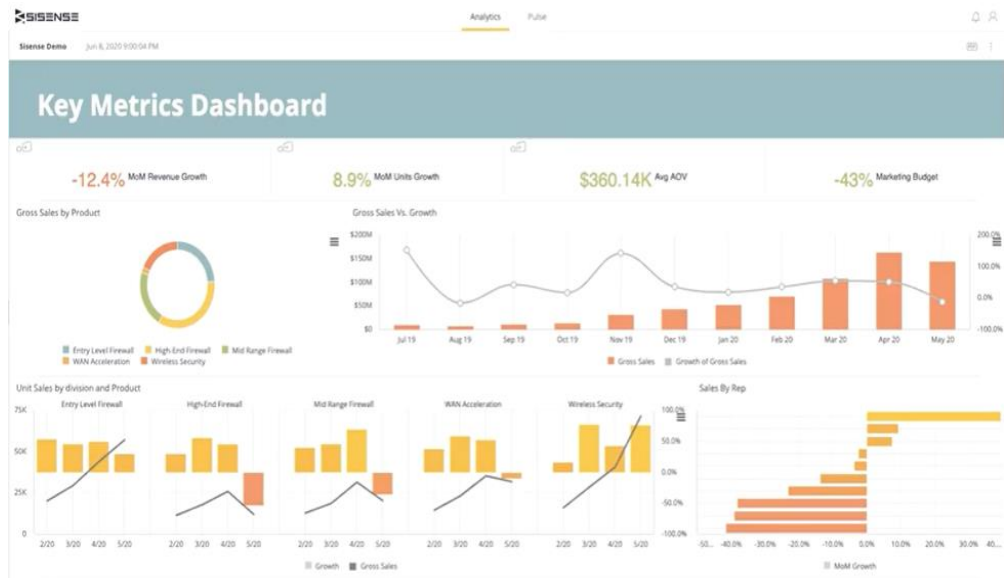 SISENSE
Analytics Pulse
Sisense Demo Jun 8, 2020 9:00:04 PM
Key Metrics Dashboard
-12.4% MoM Revenue Growth
8.9% MoM Units Growth
$360.14K Avg AOV
-43% Marketing Budget
Gross Sales by Product
Entry Level Firewall High End Firewall Mid Range Firewall
WAN Acceleration Wireless Security
Gross Sales Vs. Growth
$200M 200.0%
$150M 100.0%
$100M 0.0%
$50M
$0 -100.0%
Jul 19 Aug 19 Sep 19 Oct 19 Nov 19 Dec 19 Jan 20 Feb 20 Mar 20 Apr 20 May 20
Gross Sales Growth of Gross Sales
Unit Sales by division and Product
Entry Level Firewall High-End Firewall Mid Range Firewall WAN Acceleration Wireless Security
75K 100.0%
50K 50.0%
0.0%
25K -50.0%
0 -100.0%
2/20 3/20 4/20 5/20 2/20 3/20 4/20 5/20 2/20 3/20 4/20 5/20 2/20 3/20 4/20 5/20 2/20 3/20 4/20 5/20
Growth Gross Sales
Sales By Rep
-50... -40.0% -30.0% -20.0% -10.0% 0.0% 10.0% 20.0% 30.0% 40...
MoM Growth